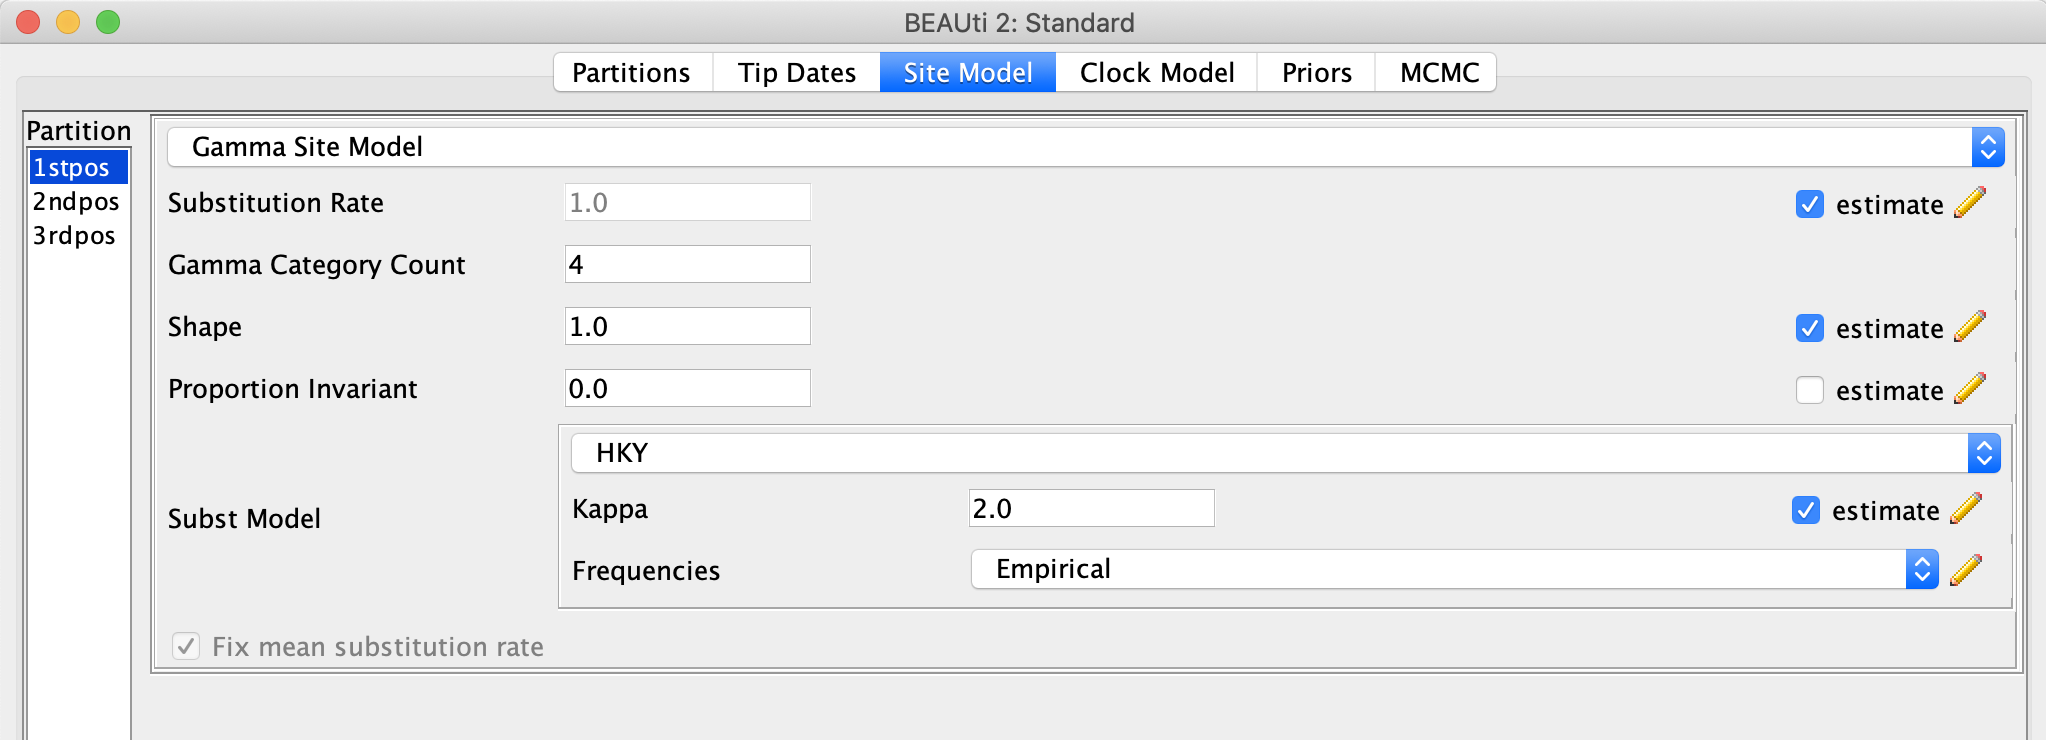 BEAUti 2: Standard
Partitions Tip Dates Site Model Clock Model Priors MCMC
Partition
1stpos
2ndpos
3rdpos
Gamma Site Model
Substitution Rate 1.0 estimate
Gamma Category Count 4
Shape 1.0 estimate
Proportion Invariant 0.0 estimate
Subst Model
HKY
Kappa 2.0 estimate
Frequencies Empirical
Fix mean substitution rate